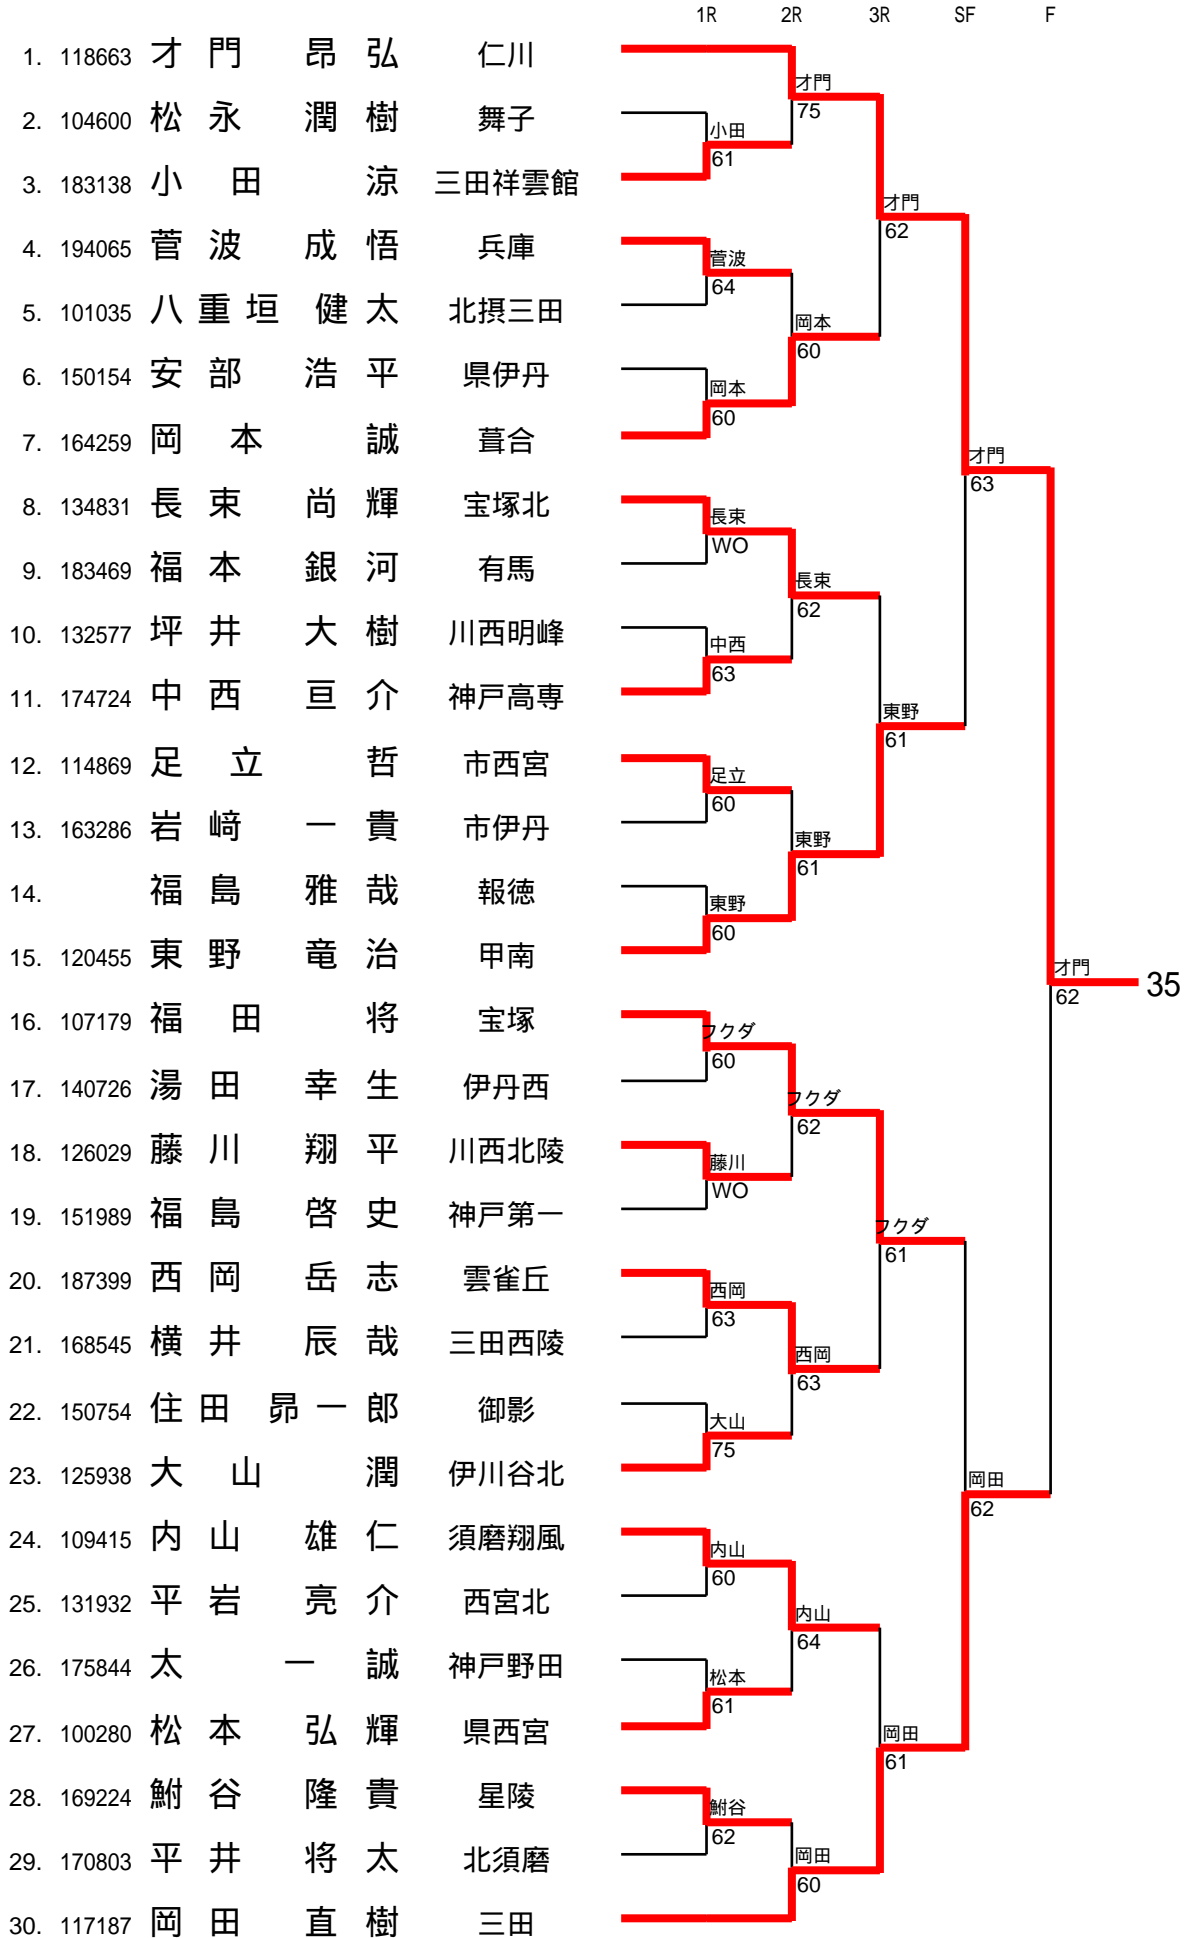 1R 2R 3R SF F
1. 118663 才門 昂弘 仁川
才門
2. 104600 松永 潤樹 舞子
75
小田
61
3. 183138 小田 涼 三田祥雲館
才門
62
4. 194065 菅波 成悟 兵庫
菅波
64
5. 101035 八重垣 健太 北摂三田
岡本
60
6. 150154 安部 浩平 県伊丹
岡本
60
7. 164259 岡本 誠 葺合
才門
63
8. 134831 長束 尚輝 宝塚北
長束
WO
9. 183469 福本 銀河 有馬
長束
62
10. 132577 坪井 大樹 川西明峰
中西
63
11. 174724 中西 亘介 神戸高専
東野
61
12. 114869 足立 哲 市西宮
足立
60
13. 163286 岩﨑 一貴 市伊丹
東野
61
14. 福島 雅哉 報徳
東野
60
15. 120455 東野 竜治 甲南
才門
62
35
16. 107179 福田 将 宝塚
フクダ
60
17. 140726 湯田 幸生 伊丹西
フクダ
62
18. 126029 藤川 翔平 川西北陵
藤川
WO
19. 151989 福島 啓史 神戸第一
フクダ
61
20. 187399 西岡 岳志 雲雀丘
西岡
63
21. 168545 横井 辰哉 三田西陵
西岡
63
22. 150754 住田 昴一郎 御影
大山
75
23. 125938 大山 潤 伊川谷北
岡田
62
24. 109415 内山 雄仁 須磨翔風
内山
60
25. 131932 平岩 亮介 西宮北
内山
64
26. 175844 太 一誠 神戸野田
松本
61
27. 100280 松本 弘輝 県西宮
岡田
61
28. 169224 鮒谷 隆貴 星陵
鮒谷
62
29. 170803 平井 将太 北須磨
岡田
60
30. 117187 岡田 直樹 三田